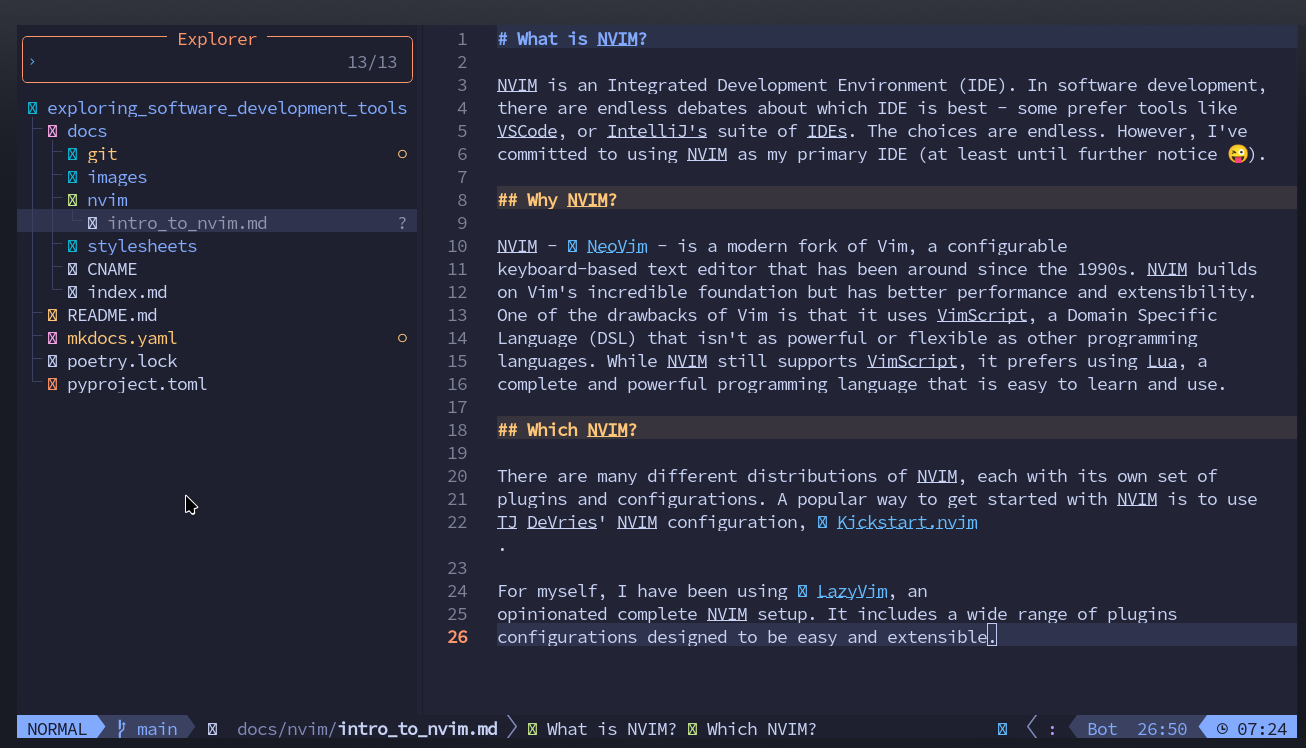 Explorer
› 13/13
exploring_software_development_tools
docs
git
images
nvim
intro_to_nvim.md ?
stylesheets
CNAME
index.md
README.md
mkdocs.yaml
poetry.lock
pyproject.toml
1 # What is NVIM?
2
3 NVIM is an Integrated Development Environment (IDE). In software development,
4 there are endless debates about which IDE is best - some prefer tools like
5 VSCode, or IntelliJ's suite of IDEs. The choices are endless. However, I've
6 committed to using NVIM as my primary IDE (at least until further notice 😜).
7
8 ## Why NVIM?
9
10 NVIM - NeoVim - is a modern fork of Vim, a configurable
11 keyboard-based text editor that has been around since the 1990s. NVIM builds
12 on Vim's incredible foundation but has better performance and extensibility.
13 One of the drawbacks of Vim is that it uses VimScript, a Domain Specific
14 Language (DSL) that isn't as powerful or flexible as other programming
15 languages. While NVIM still supports VimScript, it prefers using Lua, a
16 complete and powerful programming language that is easy to learn and use.
17
18 ## Which NVIM?
19
20 There are many different distributions of NVIM, each with its own set of
21 plugins and configurations. A popular way to get started with NVIM is to use
22 TJ DeVries' NVIM configuration, Kickstart.nvim
.
23
24 For myself, I have been using LazyVim, an
25 opinionated complete NVIM setup. It includes a wide range of plugins
26 configurations designed to be easy and extensible.
NORMAL main docs/nvim/intro_to_nvim.md What is NVIM? Which NVIM? : Bot 26:50 07:24